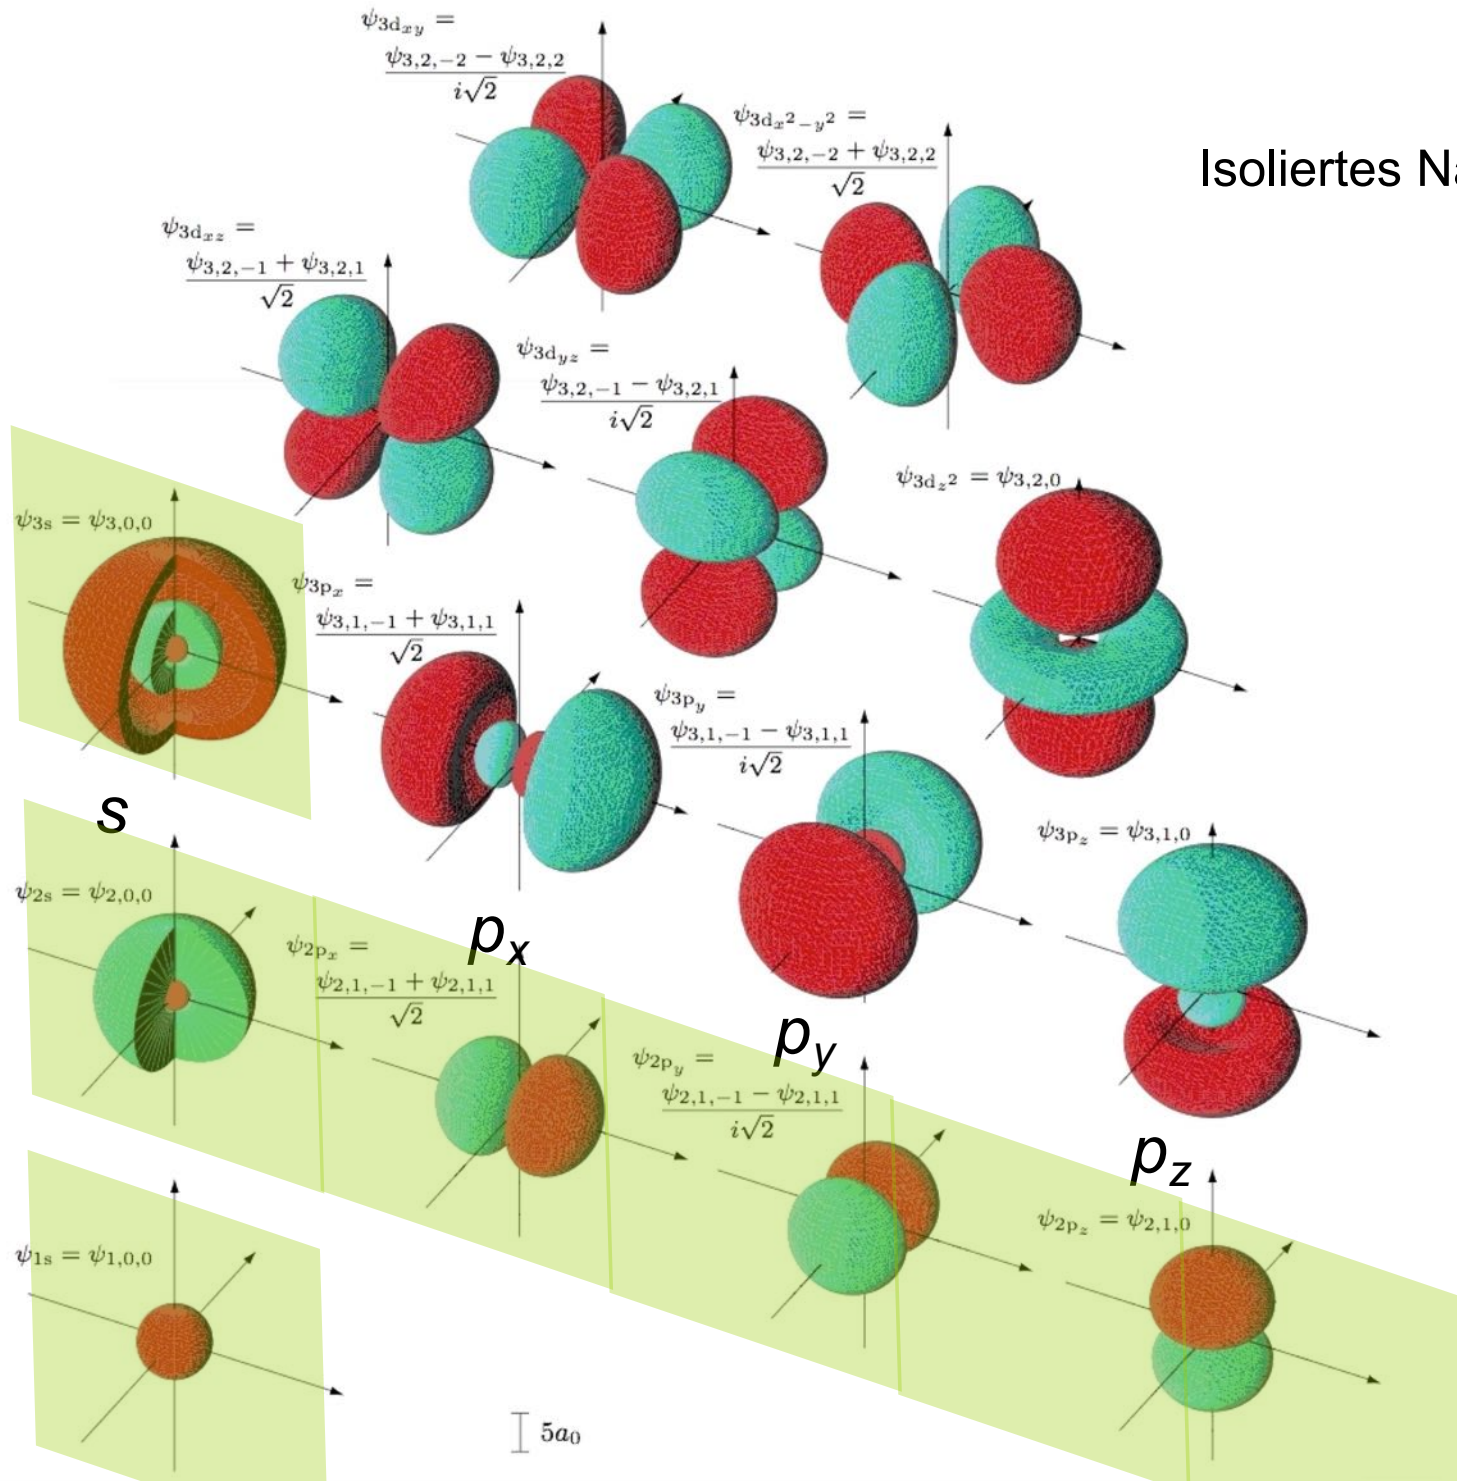 ψ3dxy =
ψ3,2,−2 − ψ3,2,2
i√2
ψ3dx2−y2 =
ψ3,2,−2 + ψ3,2,2
√2
Isoliertes Na
ψ3dxz =
ψ3,2,−1 + ψ3,2,1
√2
ψ3dyz =
ψ3,2,−1 − ψ3,2,1
i√2
ψ3dz2 = ψ3,2,0
ψ3s = ψ3,0,0
ψ3px =
ψ3,1,−1 + ψ3,1,1
√2
ψ3py =
ψ3,1,−1 − ψ3,1,1
i√2
ψ3pz = ψ3,1,0
s
ψ2s = ψ2,0,0
px
ψ2px =
ψ2,1,−1 + ψ2,1,1
√2
py
ψ2py =
ψ2,1,−1 − ψ2,1,1
i√2
pz
ψ2pz = ψ2,1,0
ψ1s = ψ1,0,0
5a0